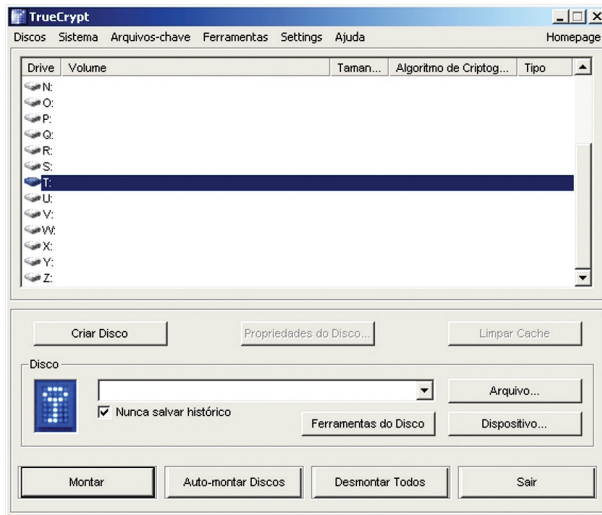 TrueCrypt
Discos Sistema Arquivos-chave Ferramentas Settings Ajuda Homepage
Drive Volume Taman... Algoritmo de Criptog... Tipo
N:
O:
P:
Q:
R:
S:
T:
U:
V:
W:
X:
Y:
Z:
Criar Disco Propriedades do Disco... Limpar Cache
Disco
Arquivo...
Nunca salvar histórico
Ferramentas do Disco Dispositivo...
Montar Auto-montar Discos Desmontar Todos Sair